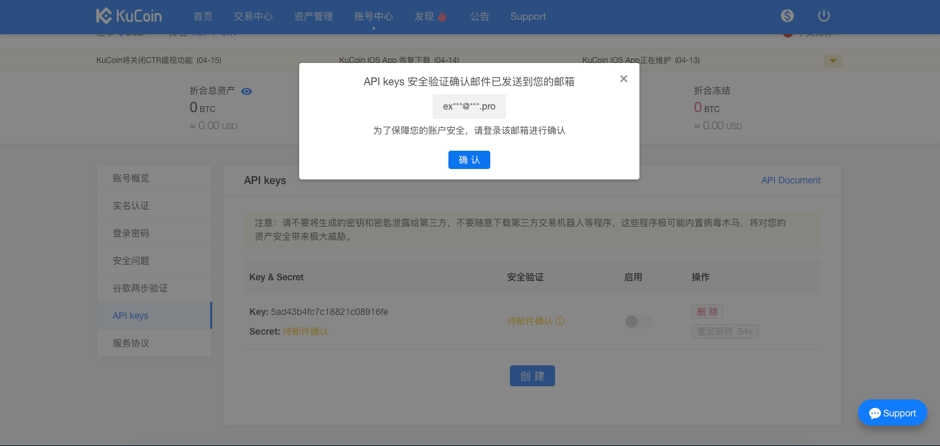 KuCoin
首页
交易中心
资产管理
账号中心
发现
公告
Support
KuCoin将关闭CTR提现功能 (04-15)
KuCoin iOS App 恢复下载 (04-14)
KuCoin iOS App正在维护 (04-13)
折合总资产
0 BTC
≈ 0.00 USD
折合冻结
0 BTC
≈ 0.00 USD
API keys 安全验证确认邮件已发送到您的邮箱
ex***@***.pro
为了保障您的账户安全，请登录该邮箱进行确认
确 认
账号概览
实名认证
登录密码
安全问题
谷歌两步验证
API keys
服务协议
API keys
API Document
注意：请不要将生成的密钥和密匙泄露给第三方，不要随意下载第三方交易机器人等程序，这些程序极可能内置病毒木马，将对您的
资产安全带来极大威胁。
Key & Secret
安全验证
启用
操作
Key: 5ad43b4fc7c18821c08916fe
Secret: 待邮件确认
待邮件确认
删 除
重发邮件 54s
创 建
Support